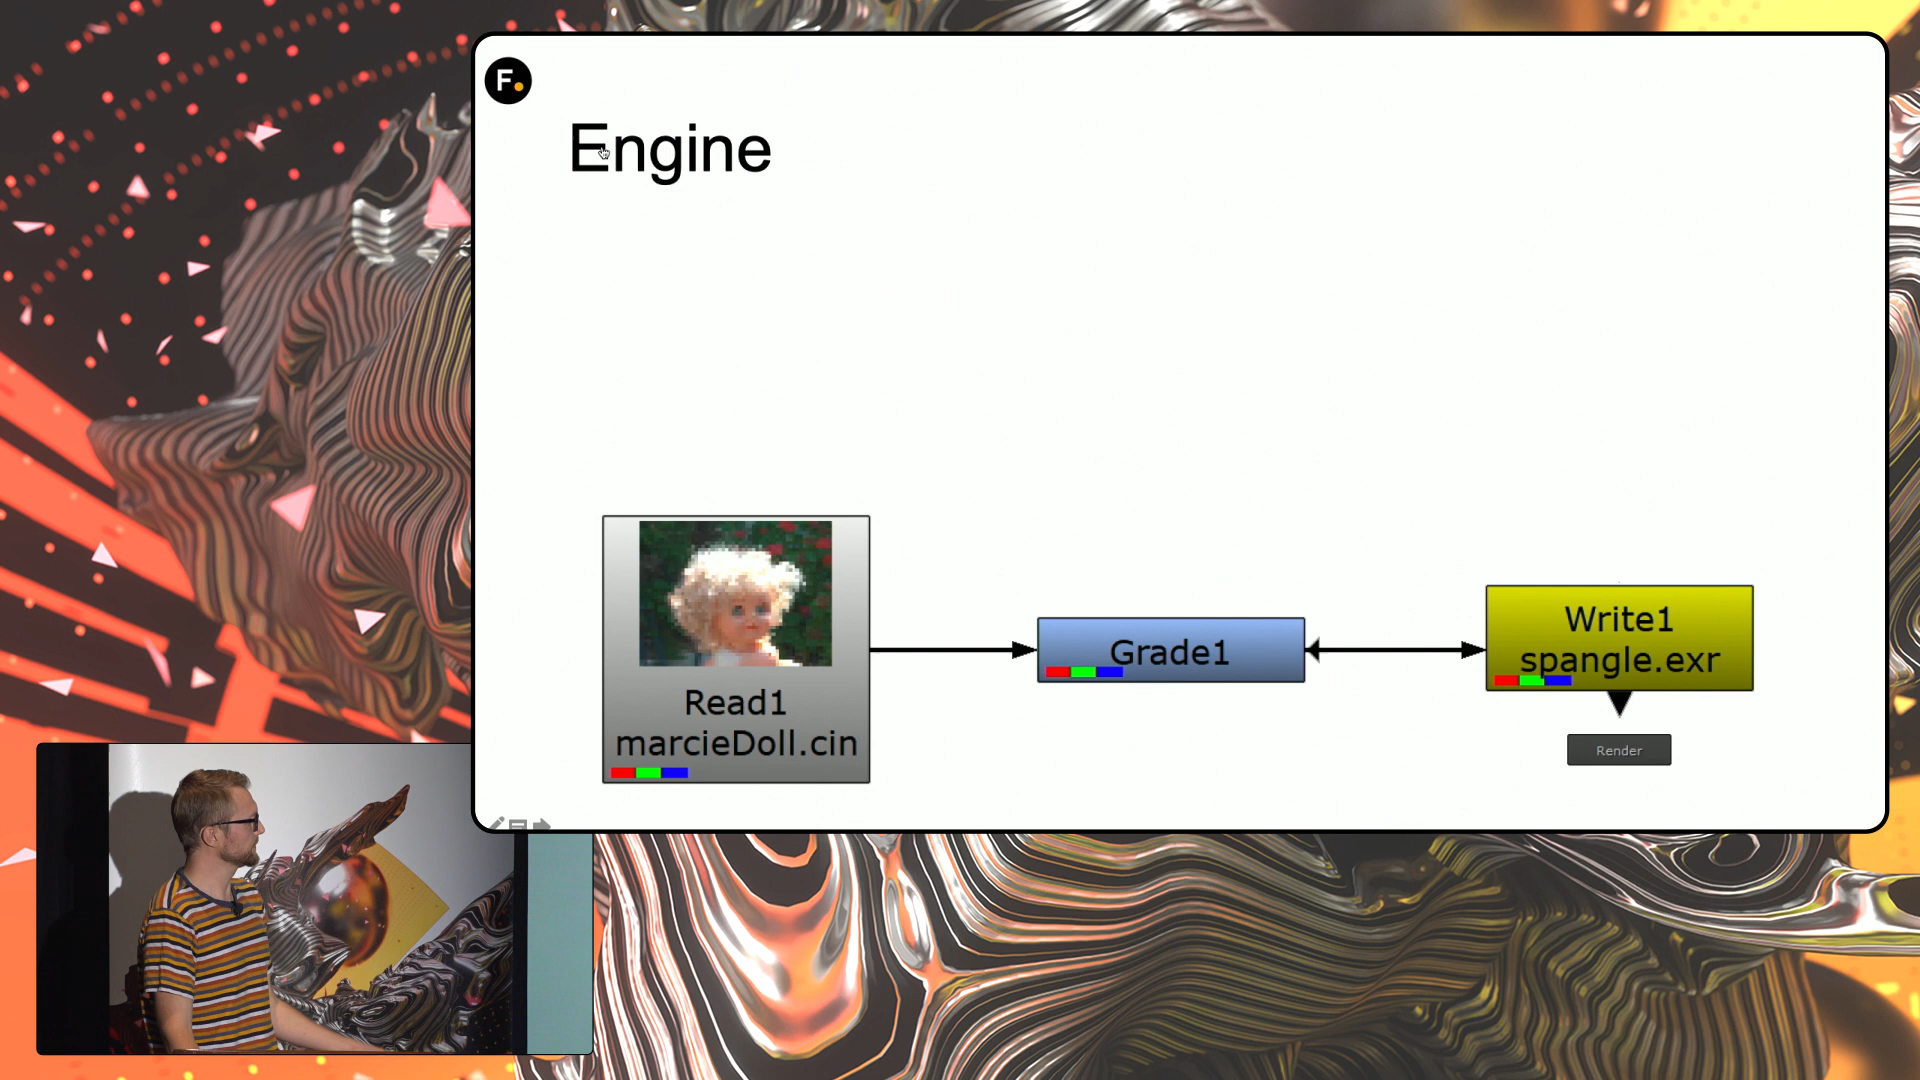 F.
Engine
Read1
marcieDoll.cin
Grade1
Write1
spangle.exr
Render